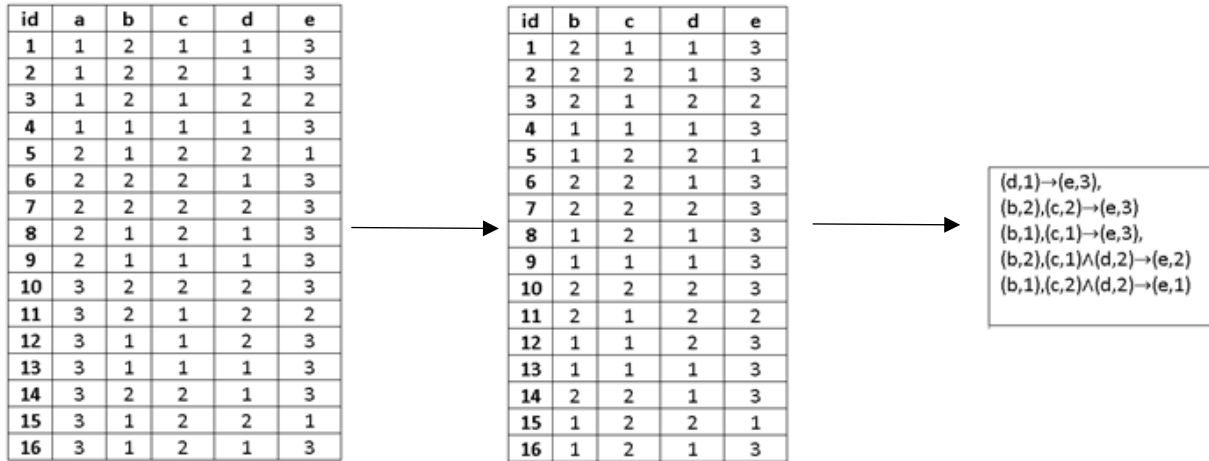 id a b c d e
1 1 2 1 1 3
2 1 2 2 1 3
3 1 2 1 2 2
4 1 1 1 1 3
5 2 1 2 2 1
6 2 2 2 1 3
7 2 2 2 2 3
8 2 1 2 1 3
9 2 1 1 1 3
10 3 2 2 2 3
11 3 2 1 2 2
12 3 1 1 2 3
13 3 1 1 1 3
14 3 2 2 1 3
15 3 1 2 2 1
16 3 1 2 1 3
id b c d e
1 2 1 1 3
2 2 2 1 3
3 2 1 2 2
4 1 1 1 3
5 1 2 2 1
6 2 2 1 3
7 2 2 2 3
8 1 2 1 3
9 1 1 1 3
10 2 2 2 3
11 2 1 2 2
12 1 1 2 3
13 1 1 1 3
14 2 2 1 3
15 1 2 2 1
16 1 2 1 3
(d,1)→(e,3),
(b,2),(c,2)→(e,3)
(b,1),(c,1)→(e,3),
(b,2),(c,1)∧(d,2)→(e,2)
(b,1),(c,2)∧(d,2)→(e,1)